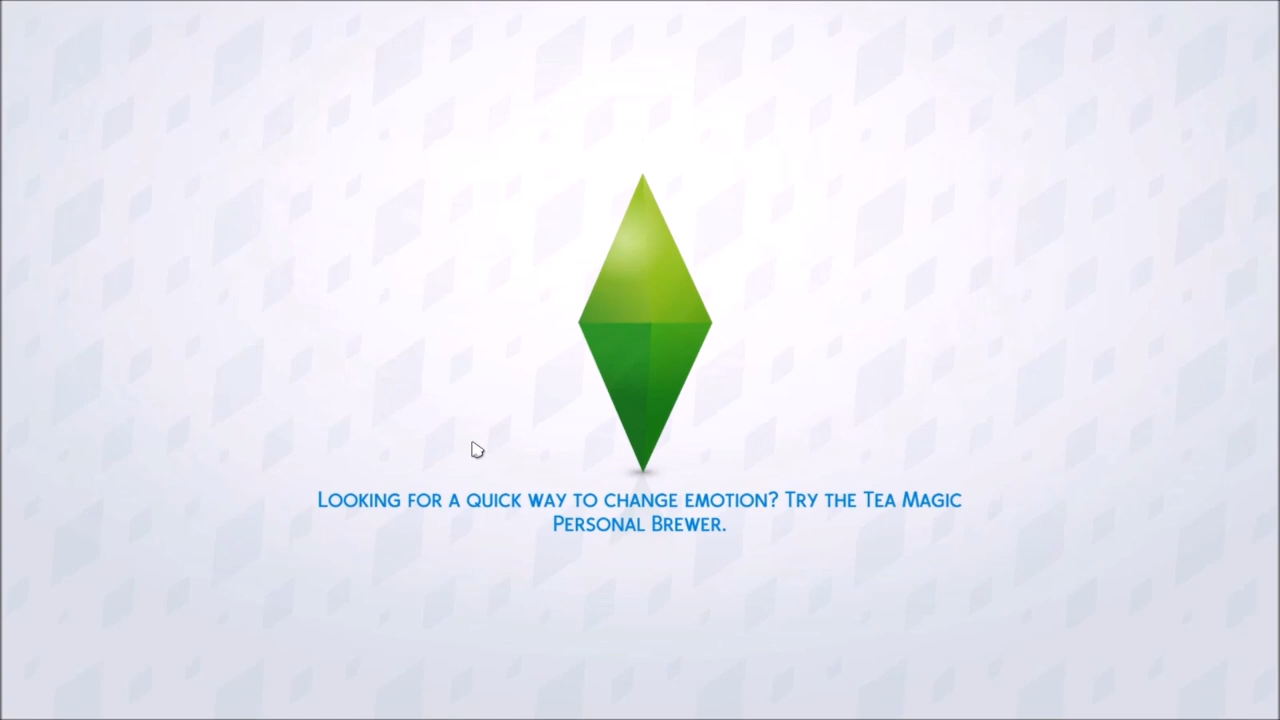 Looking for a quick way to change emotion? Try the Tea Magic
Personal Brewer.